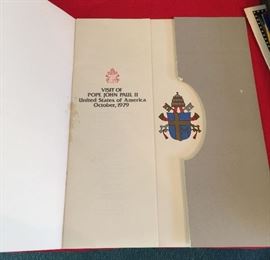 VISIT OF
POPE JOHN PAUL II
United States of America
October, 1979